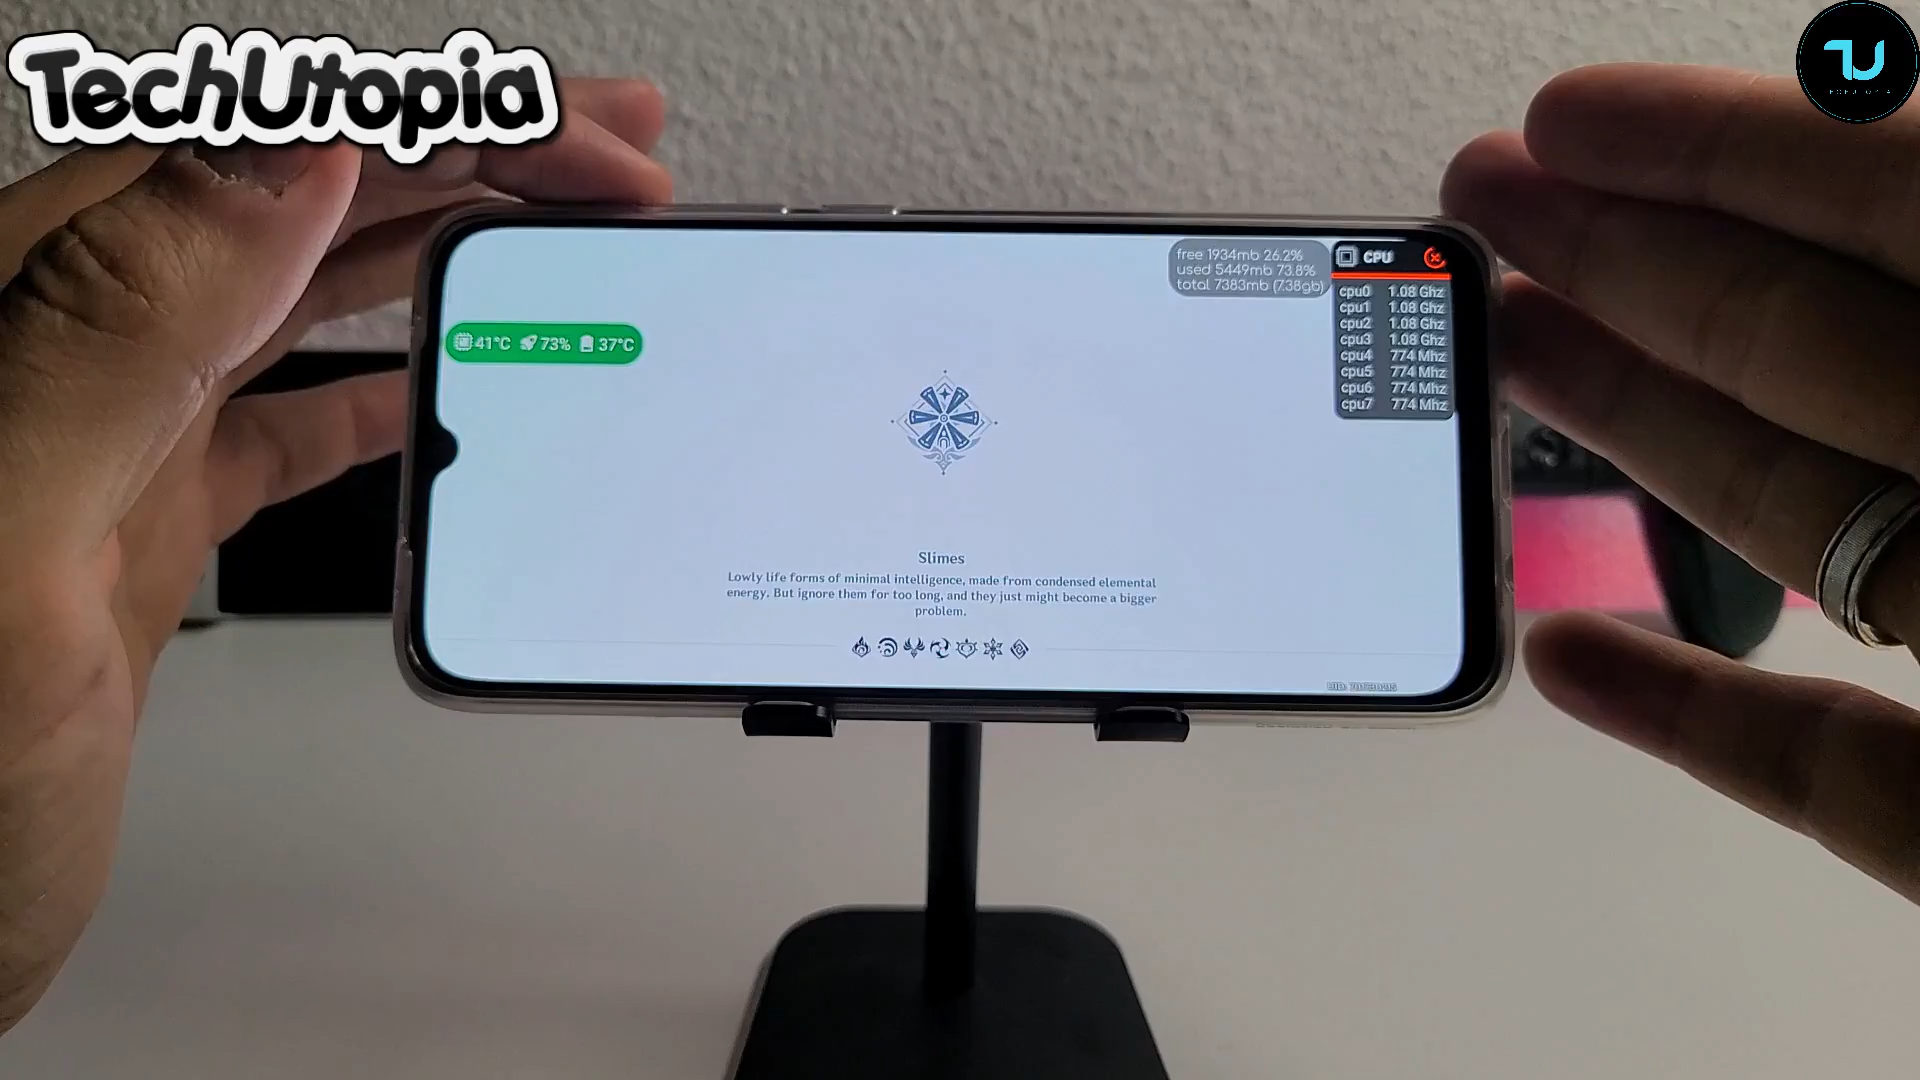 TechUtopia
TU
free 1934mb 26.2%
used 5449mb 73.8%
total 7383mb (7.38gb)
CPU
cpu0 1.08 Ghz
cpu1 1.08 Ghz
cpu2 1.08 Ghz
cpu3 1.08 Ghz
cpu4 774 Mhz
cpu5 774 Mhz
cpu6 774 Mhz
cpu7 774 Mhz
41°C 73% 37°C
Slimes
Lowly life forms of minimal intelligence, made from condensed elemental
energy. But ignore them for too long, and they just might become a bigger
problem.